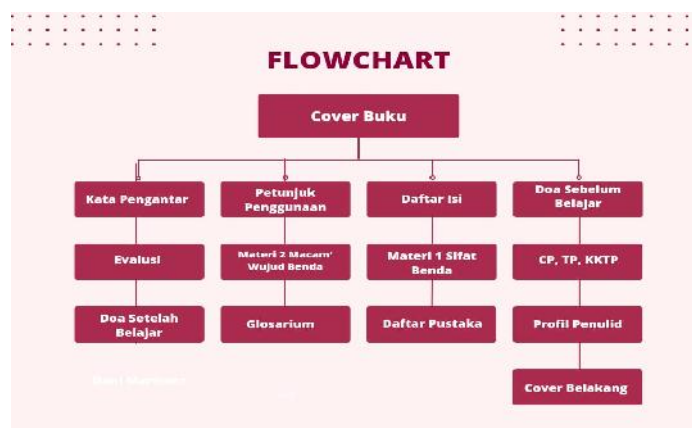 FLOWCHART
Cover Buku
Kata Pengantar
Petunjuk
Penggunaan
Daftar Isi
Doa Sebelum
Belajar
Evalusi
Materi 2 Macam'
Wujud Benda
Materi 1 Sifat
Benda
CP, TP, KKTP
Doa Setelah
Belajar
Glosarium
Daftar Pustaka
Profil Penulid
Cover Belakang